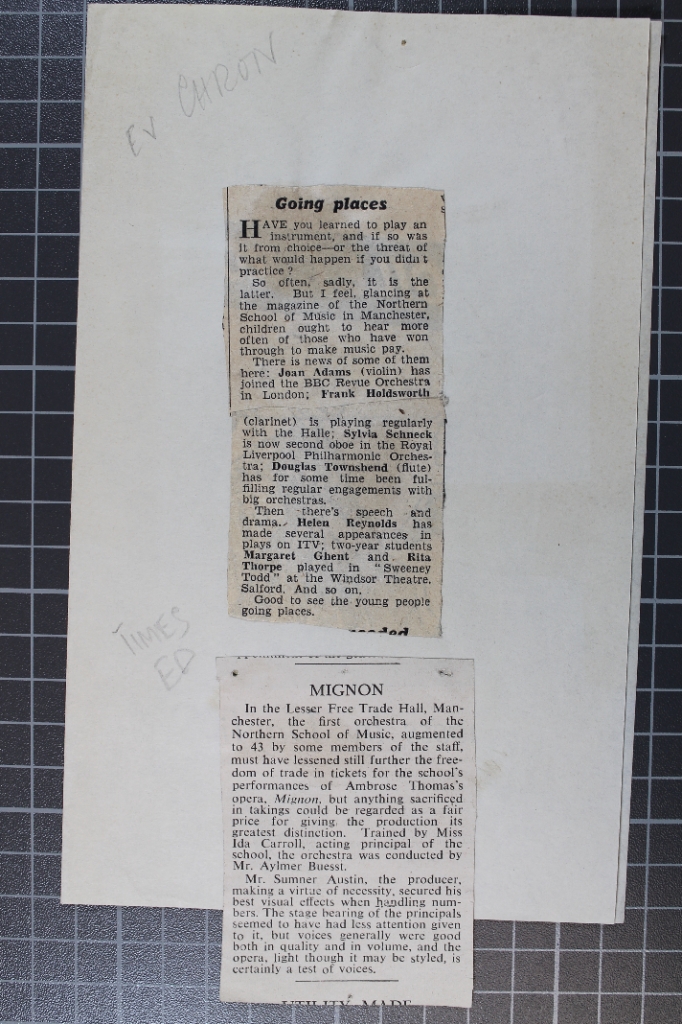 EV CHRON
Going places
HAVE you learned to play an
instrument, and if so was
it from choice—or the threat of
what would happen if you didn't
practice ?
So often, sadly, it is the
latter. But I feel, glancing at
the magazine of the Northern
School of Music in Manchester,
children ought to hear more
often of those who have won
through to make music pay.
There is news of some of them
here: Joan Adams (violin) has
joined the BBC Revue Orchestra
in London; Frank Holdsworth
(clarinet) is playing regularly
with the Halle; Sylvia Schneck
is now second oboe in the Royal
Liverpool Philharmonic Orches-
tra; Douglas Townshend (flute)
has for some time been ful-
filling regular engagements with
big orchestras.
Then there's speech and
drama. Helen Reynolds has
made several appearances in
plays on ITV; two-year students
Margaret Ghent and Rita
Thorpe played in "Sweeney
Todd" at the Windsor Theatre,
Salford. And so on.
Good to see the young people
going places.
TIMES
ED
MIGNON
In the Lesser Free Trade Hall, Man-
chester, the first orchestra of the
Northern School of Music, augmented
to 43 by some members of the staff,
must have lessened still further the free-
dom of trade in tickets for the school's
performances of Ambrose Thomas's
opera, Mignon, but anything sacrificed
in takings could be regarded as a fair
price for giving the production its
greatest distinction. Trained by Miss
Ida Carroll, acting principal of the
school, the orchestra was conducted by
Mr. Aylmer Buesst.
Mr. Sumner Austin, the producer,
making a virtue of necessity, secured his
best visual effects when handling num-
bers. The stage bearing of the principals
seemed to have had less attention given
to it, but voices generally were good
both in quality and in volume, and the
opera, light though it may be styled, is
certainly a test of voices.
UTILITY MADE